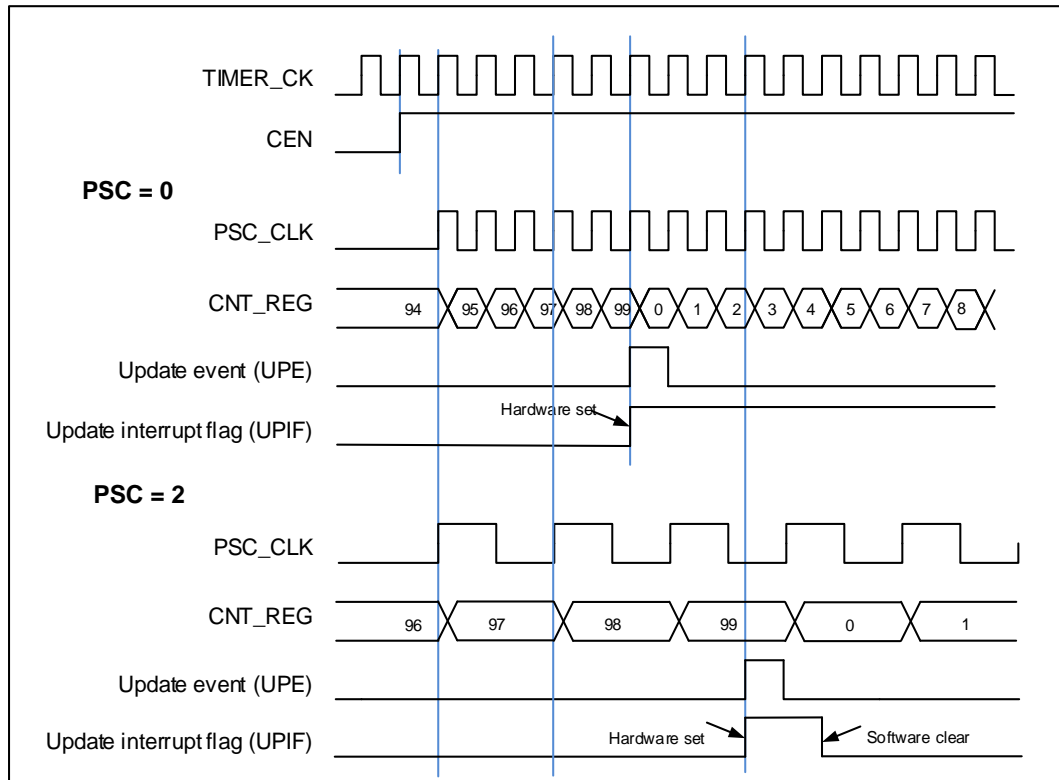 TIMER_CK
CEN
PSC = 0
PSC_CLK
CNT_REG 94 95 96 97 98 99 0 1 2 3 4 5 6 7 8
Update event (UPE)
Hardware set
Update interrupt flag (UPIF)
PSC = 2
PSC_CLK
CNT_REG 96 97 98 99 0 1
Update event (UPE)
Update interrupt flag (UPIF) Hardware set Software clear